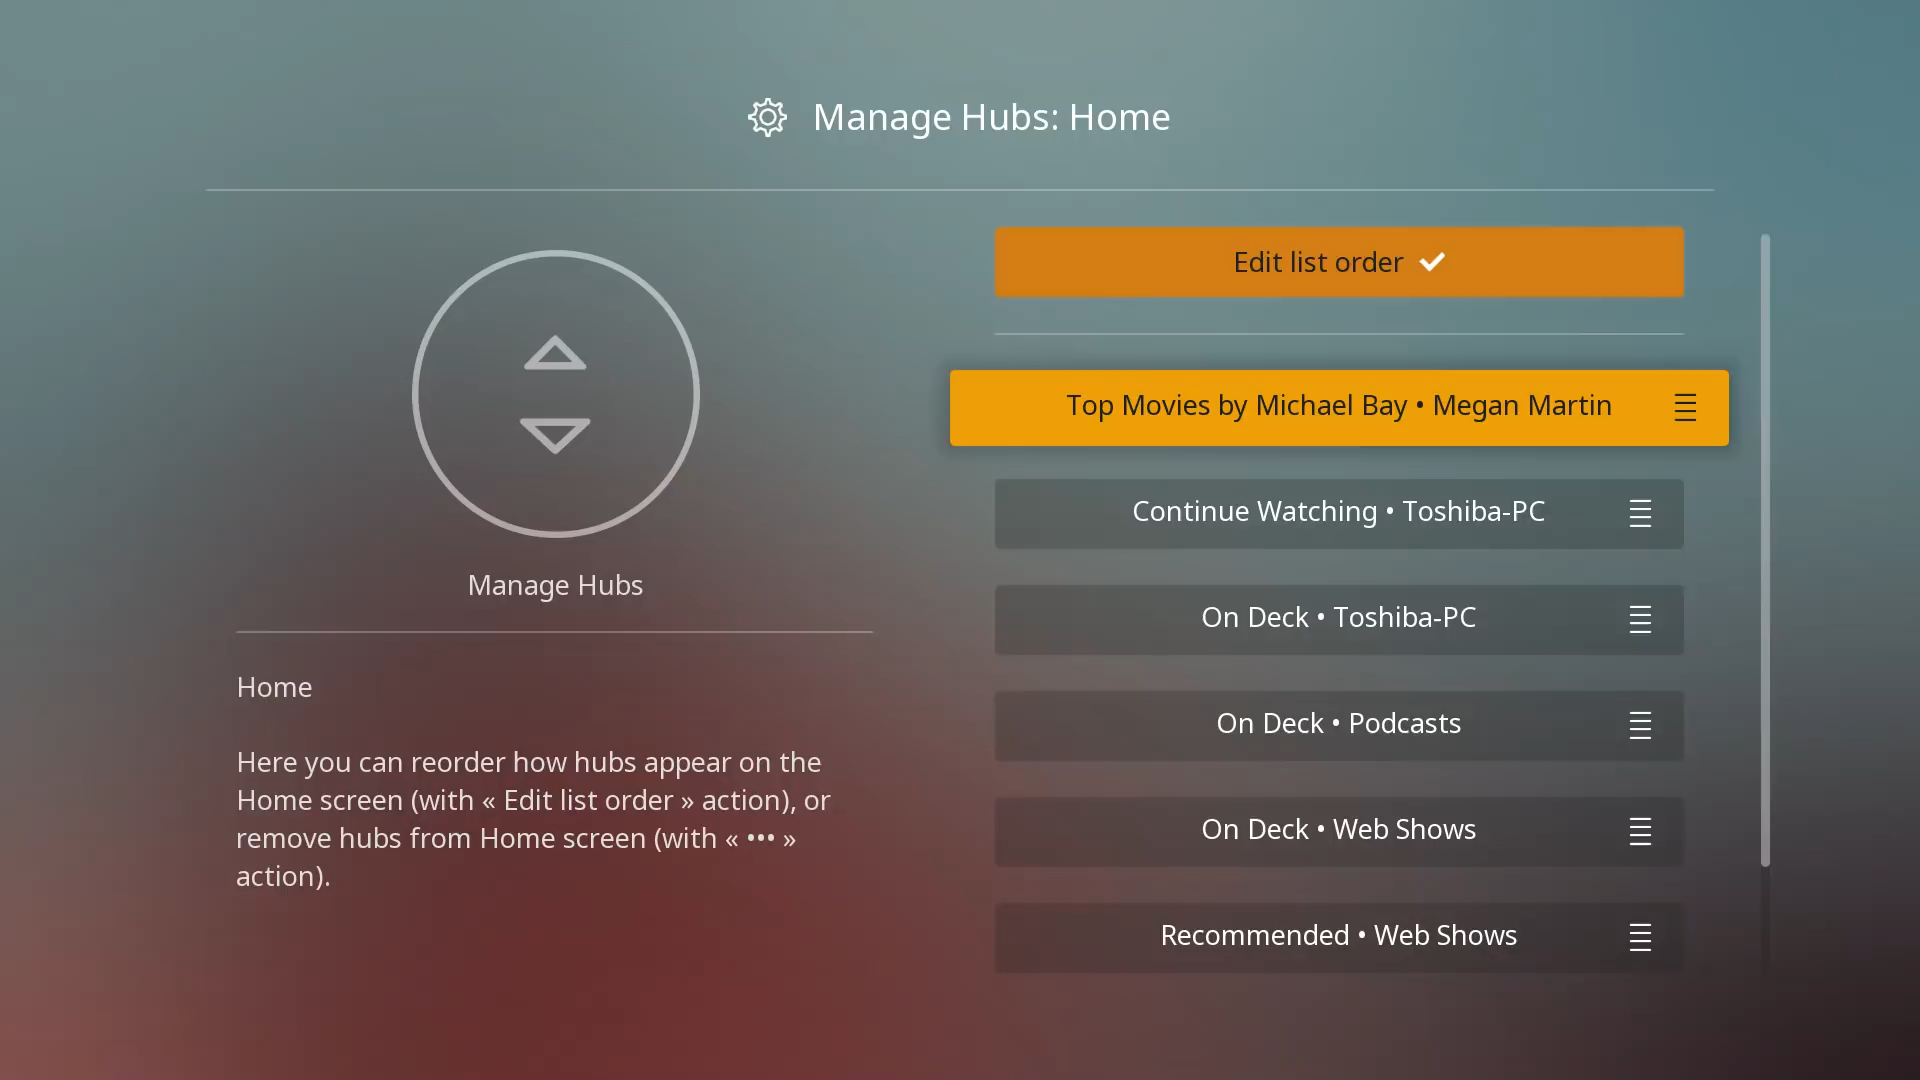 Manage Hubs: Home
Edit list order
Top Movies by Michael Bay • Megan Martin
Continue Watching • Toshiba-PC
On Deck • Toshiba-PC
On Deck • Podcasts
On Deck • Web Shows
Recommended • Web Shows
Manage Hubs
Home
Here you can reorder how hubs appear on the
Home screen (with « Edit list order » action), or
remove hubs from Home screen (with « ••• »
action).